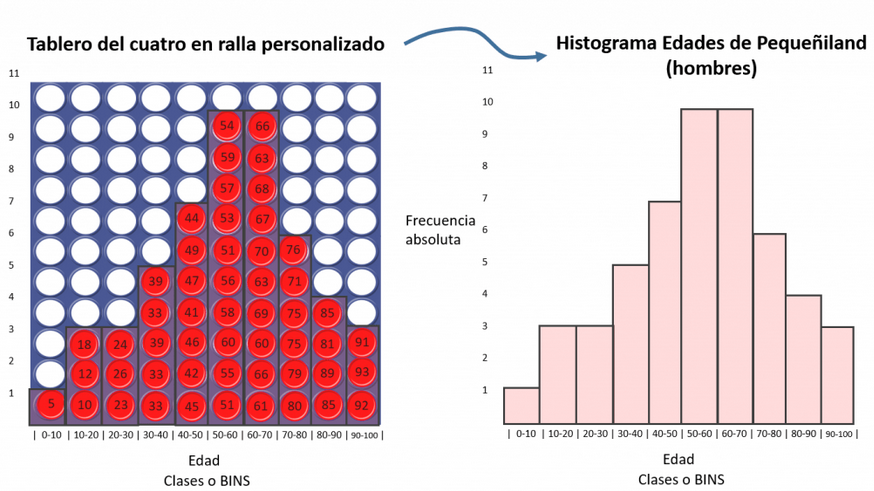 Tablero del cuatro en ralla personalizado
Histograma Edades de Pequeñiland
(hombres)
11
10
9
8
7
6
5
4
3
2
1
54 66
59 63
57 68
44 53 67
49 51 70 76
39 47 56 63 71
33 41 58 69 75 85
18 24 39 46 60 60 75 81 91
12 26 33 42 55 66 79 89 93
5 10 23 33 45 51 61 80 85 92
| 0-10 | 10-20 | 20-30 | 30-40 | 40-50 | 50-60 | 60-70 | 70-80 | 80-90 | 90-100 |
Edad
Clases o BINS
Frecuencia
absoluta
11
10
9
8
7
6
5
4
3
2
1
| 0-10 | 10-20 | 20-30 | 30-40 | 40-50 | 50-60 | 60-70 | 70-80 | 80-90 | 90-100 |
Edad
Clases o BINS